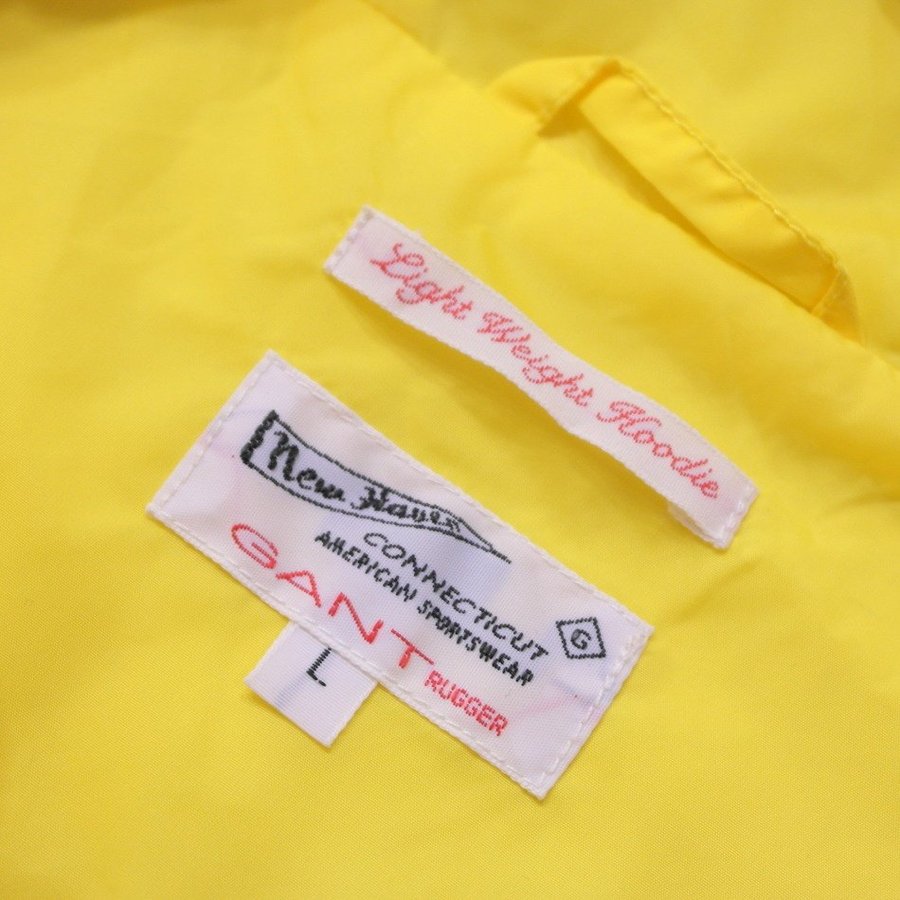 Light Weight Hoodie
New Haven
CONNECTICUT
AMERICAN SPORTSWEAR
G
GANT RUGGER
L